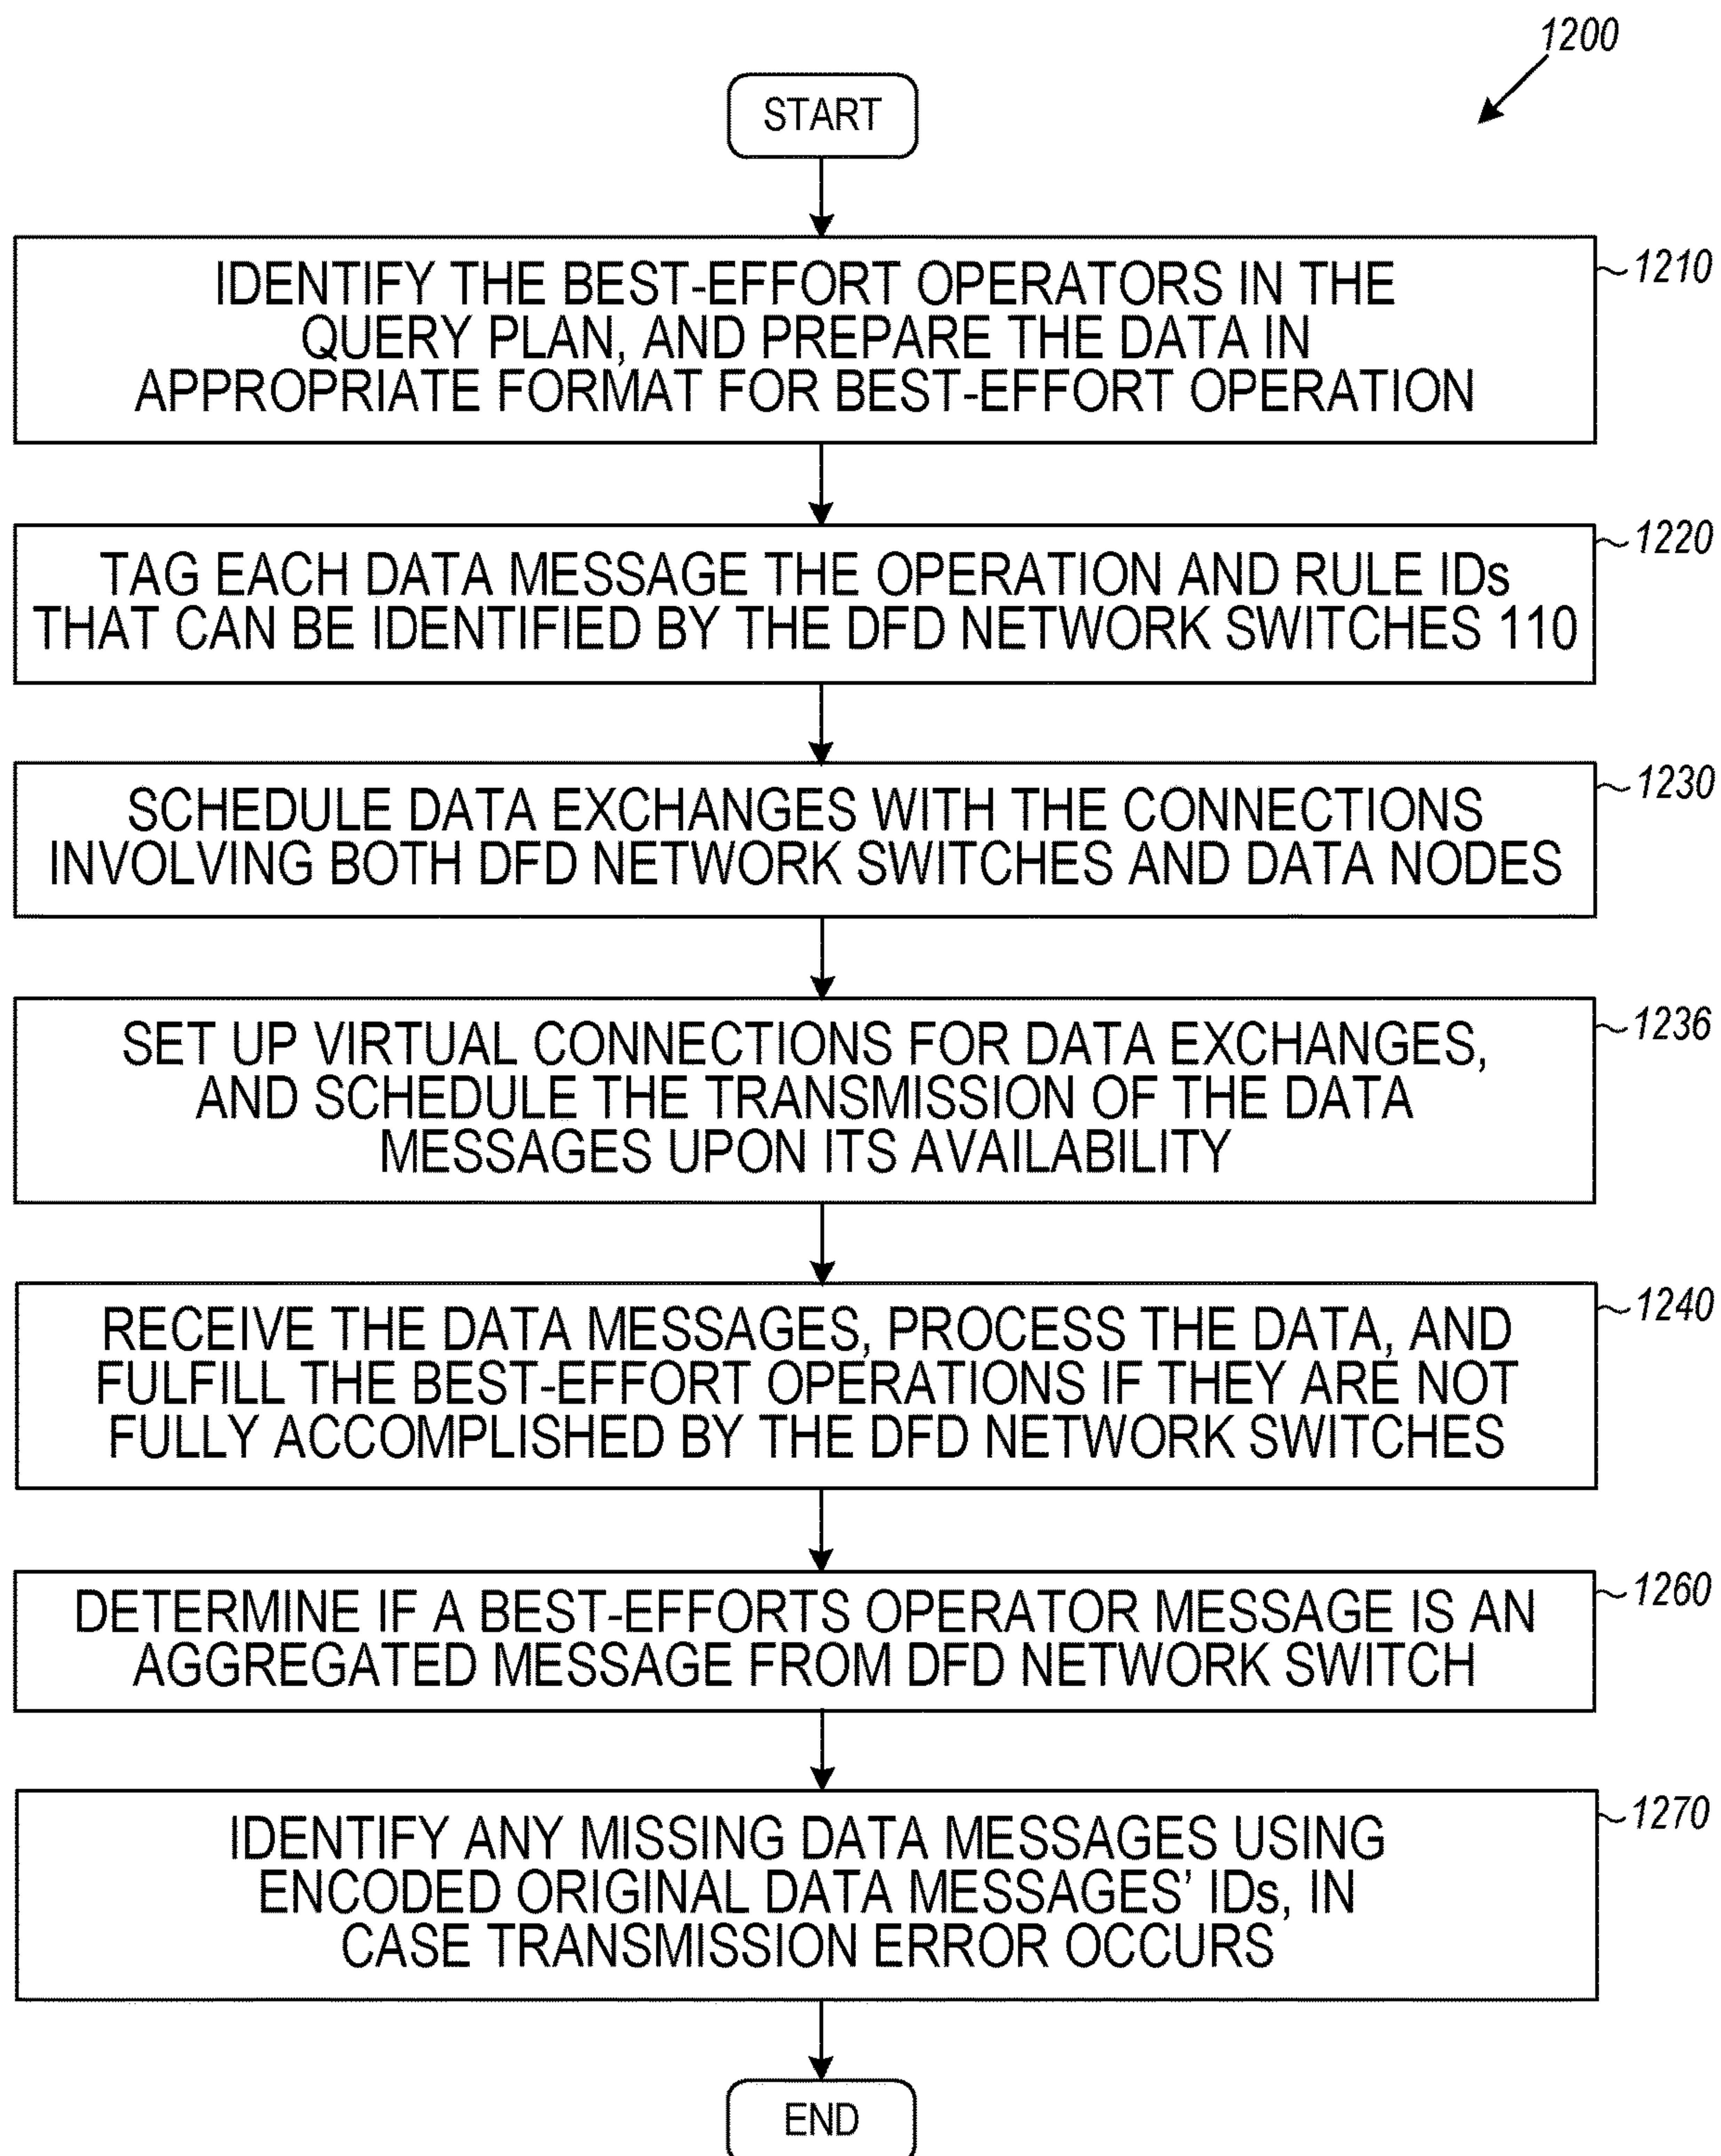 1200
START
IDENTIFY THE BEST-EFFORT OPERATORS IN THE
QUERY PLAN, AND PREPARE THE DATA IN
APPROPRIATE FORMAT FOR BEST-EFFORT OPERATION
1210
TAG EACH DATA MESSAGE THE OPERATION AND RULE IDs
THAT CAN BE IDENTIFIED BY THE DFD NETWORK SWITCHES 110
1220
SCHEDULE DATA EXCHANGES WITH THE CONNECTIONS
INVOLVING BOTH DFD NETWORK SWITCHES AND DATA NODES
1230
SET UP VIRTUAL CONNECTIONS FOR DATA EXCHANGES,
AND SCHEDULE THE TRANSMISSION OF THE DATA
MESSAGES UPON ITS AVAILABILITY
1236
RECEIVE THE DATA MESSAGES, PROCESS THE DATA, AND
FULFILL THE BEST-EFFORT OPERATIONS IF THEY ARE NOT
FULLY ACCOMPLISHED BY THE DFD NETWORK SWITCHES
1240
DETERMINE IF A BEST-EFFORTS OPERATOR MESSAGE IS AN
AGGREGATED MESSAGE FROM DFD NETWORK SWITCH
1260
IDENTIFY ANY MISSING DATA MESSAGES USING
ENCODED ORIGINAL DATA MESSAGES’ IDs, IN
CASE TRANSMISSION ERROR OCCURS
1270
END